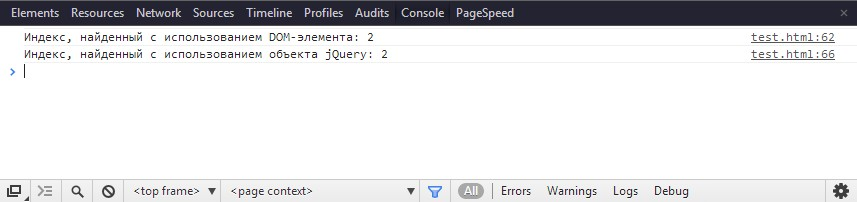 Elements Resources Network Sources Timeline Profiles Audits Console PageSpeed ×
Индекс, найденный с использованием DOM-элемента: 2 test.html:62
Индекс, найденный с использованием объекта jQuery: 2 test.html:66
>
<top frame> ▼ <page context> ▼ All Errors Warnings Logs Debug